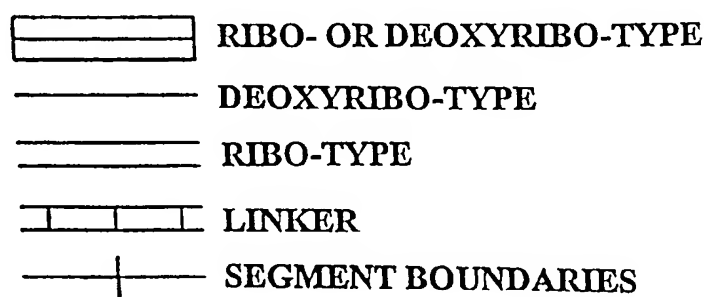 RIBO- OR DEOXYRIBO-TYPE
DEOXYRIBO-TYPE
RIBO-TYPE
LINKER
SEGMENT BOUNDARIES